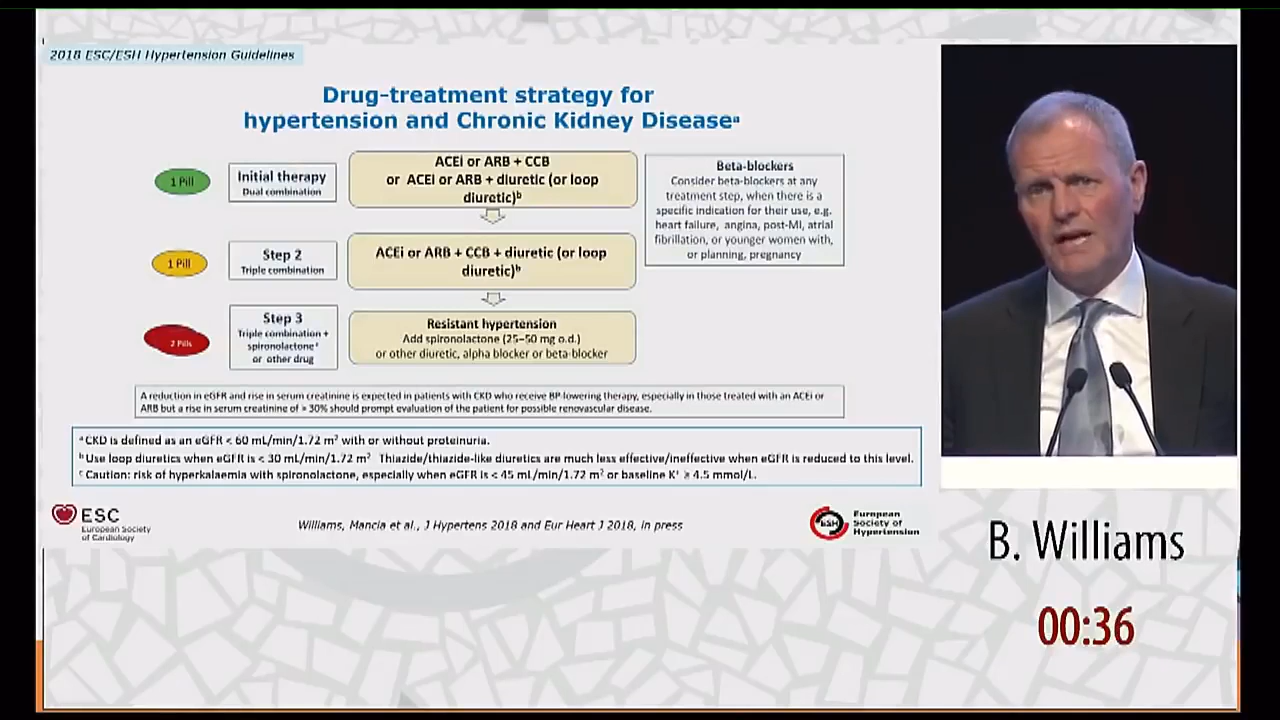 2018 ESC/ESH Hypertension Guidelines
Drug-treatment strategy for
hypertension and Chronic Kidney Diseaseᵃ
1 Pill
Initial therapy
Dual combination
ACEi or ARB + CCB
or ACEi or ARB + diuretic (or loop
diuretic)ᵇ
Beta-blockers
Consider beta-blockers at any
treatment step, when there is a
specific indication for their use, e.g.
heart failure, angina, post-MI, atrial
fibrillation, or younger women with,
or planning, pregnancy
1 Pill
Step 2
Triple combination
ACEi or ARB + CCB + diuretic (or loop
diuretic)ᵇ
2 Pills
Step 3
Triple combination +
spironolactoneᶜ
or other drug
Resistant hypertension
Add spironolactone (25–50 mg o.d.)
or other diuretic, alpha blocker or beta-blocker
A reduction in eGFR and rise in serum creatinine is expected in patients with CKD who receive BP-lowering therapy, especially in those treated with an ACEi or
ARB but a rise in serum creatinine of > 30% should prompt evaluation of the patient for possible renovascular disease.
ᵃ CKD is defined as an eGFR < 60 mL/min/1.72 m² with or without proteinuria.
ᵇ Use loop diuretics when eGFR is < 30 mL/min/1.72 m² Thiazide/thiazide-like diuretics are much less effective/ineffective when eGFR is reduced to this level.
ᶜ Caution: risk of hyperkalaemia with spironolactone, especially when eGFR is < 45 mL/min/1.72 m² or baseline K⁺ ≥ 4.5 mmol/L.
ESC
European Society
of Cardiology
Williams, Mancia et al., J Hypertens 2018 and Eur Heart J 2018, in press
ESH
European
Society of
Hypertension
B. Williams
00:36